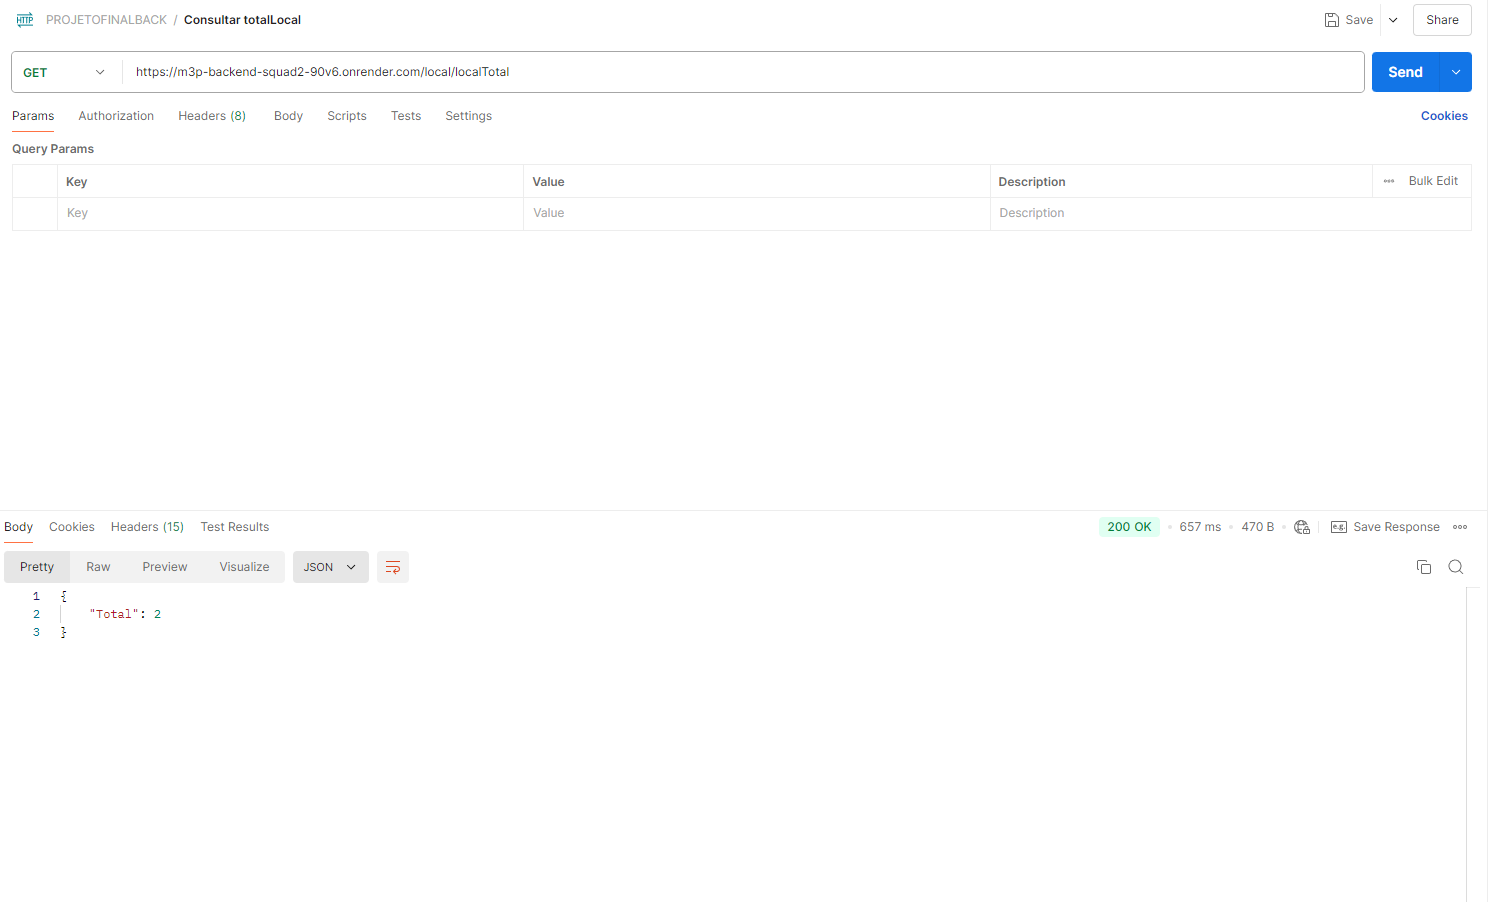 HTTP PROJETOFINALBACK / Consultar totalLocal Save Share
GET https://m3p-backend-squad2-90v6.onrender.com/local/localTotal Send
Params Authorization Headers (8) Body Scripts Tests Settings Cookies
Query Params
Key Value Description Bulk Edit
Key Value Description
Body Cookies Headers (15) Test Results 200 OK 657 ms 470 B e.g. Save Response
Pretty Raw Preview Visualize JSON
1 {
2 "Total": 2
3 }